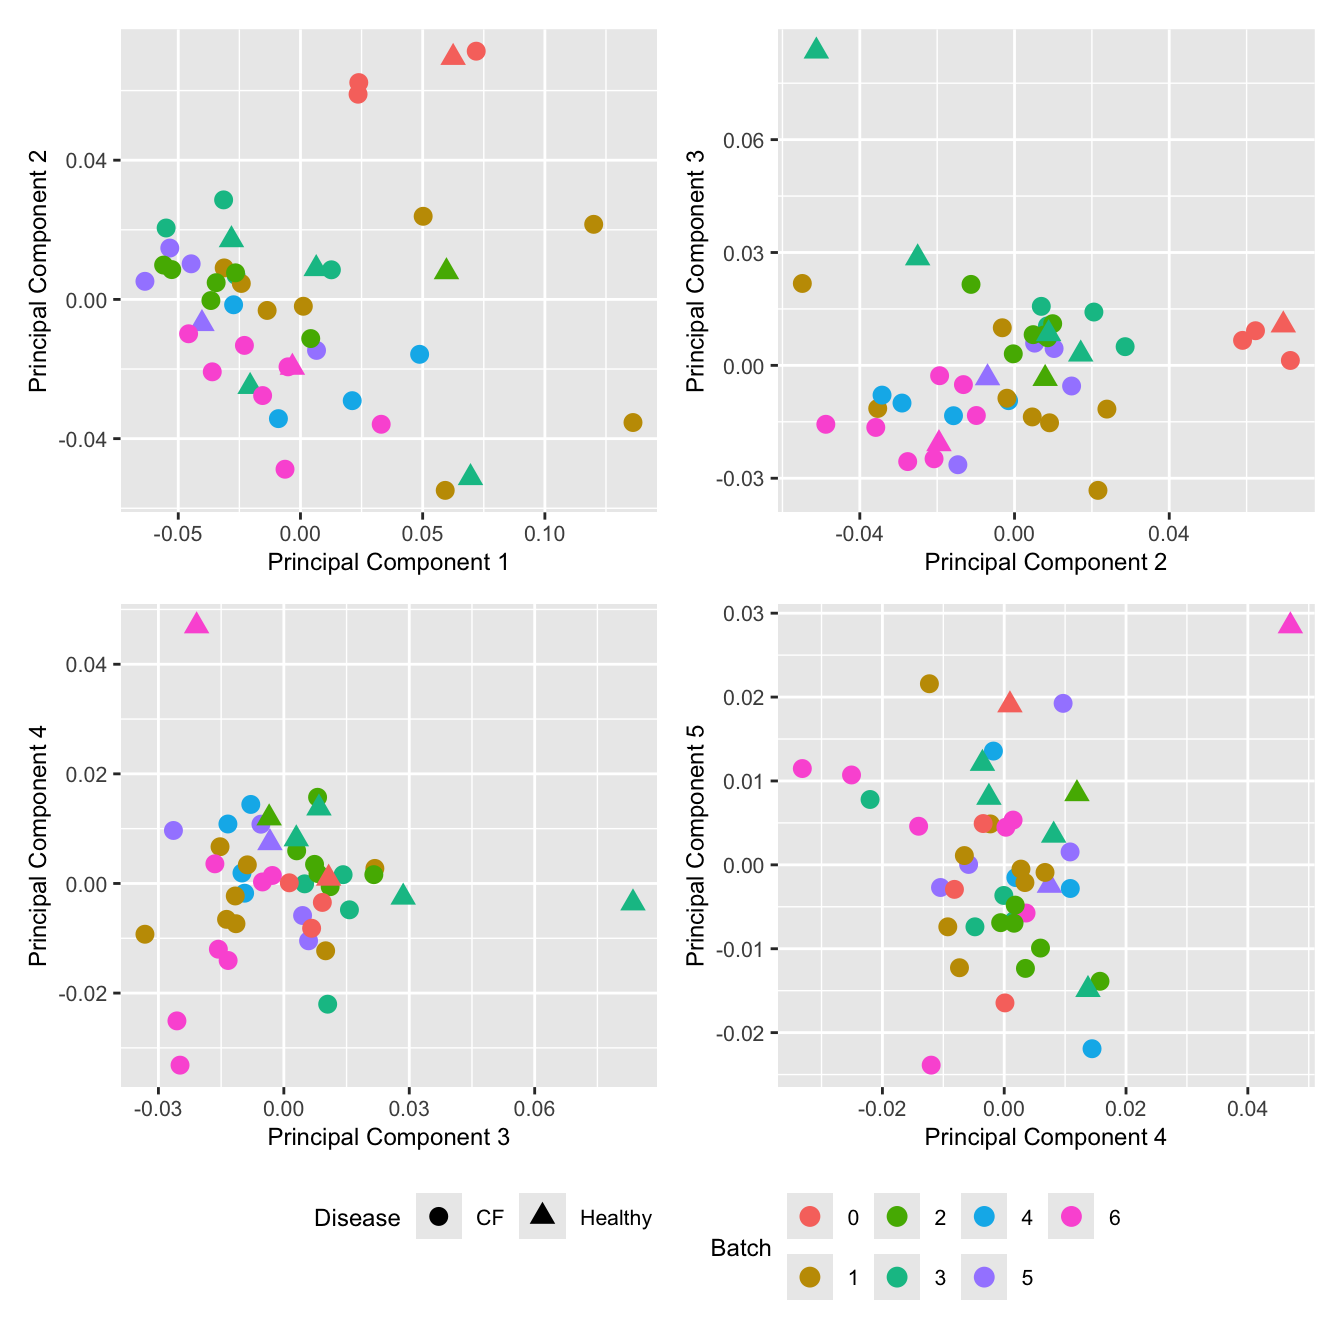 Principal Component 2
0.04
0.00
-0.04
-0.05 0.00 0.05 0.10
Principal Component 1
Principal Component 3
0.06
0.03
0.00
-0.03
-0.04 0.00 0.04
Principal Component 2
Principal Component 4
0.04
0.02
0.00
-0.02
-0.03 0.00 0.03 0.06
Principal Component 3
Principal Component 5
0.03
0.02
0.01
0.00
-0.01
-0.02
-0.02 0.00 0.02 0.04
Principal Component 4
Disease CF Healthy
Batch
0 2 4 6
1 3 5